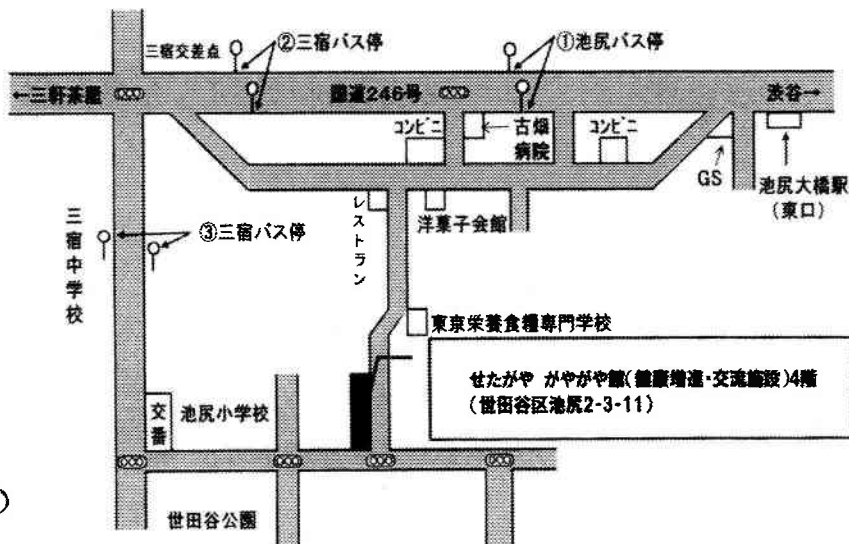 三宿交差点
②三宿バス停
①池尻バス停
←三軒茶屋
国道246号
渋谷→
コンビニ
古畑
病院
コンビニ
GS
池尻大橋駅
(東口)
レストラン
洋菓子会館
三宿中学校
③三宿バス停
東京栄養食糧専門学校
せたがや がやがや館(健康増進・交流施設)4階
(世田谷区池尻2-3-11)
交番
池尻小学校
世田谷公園
)